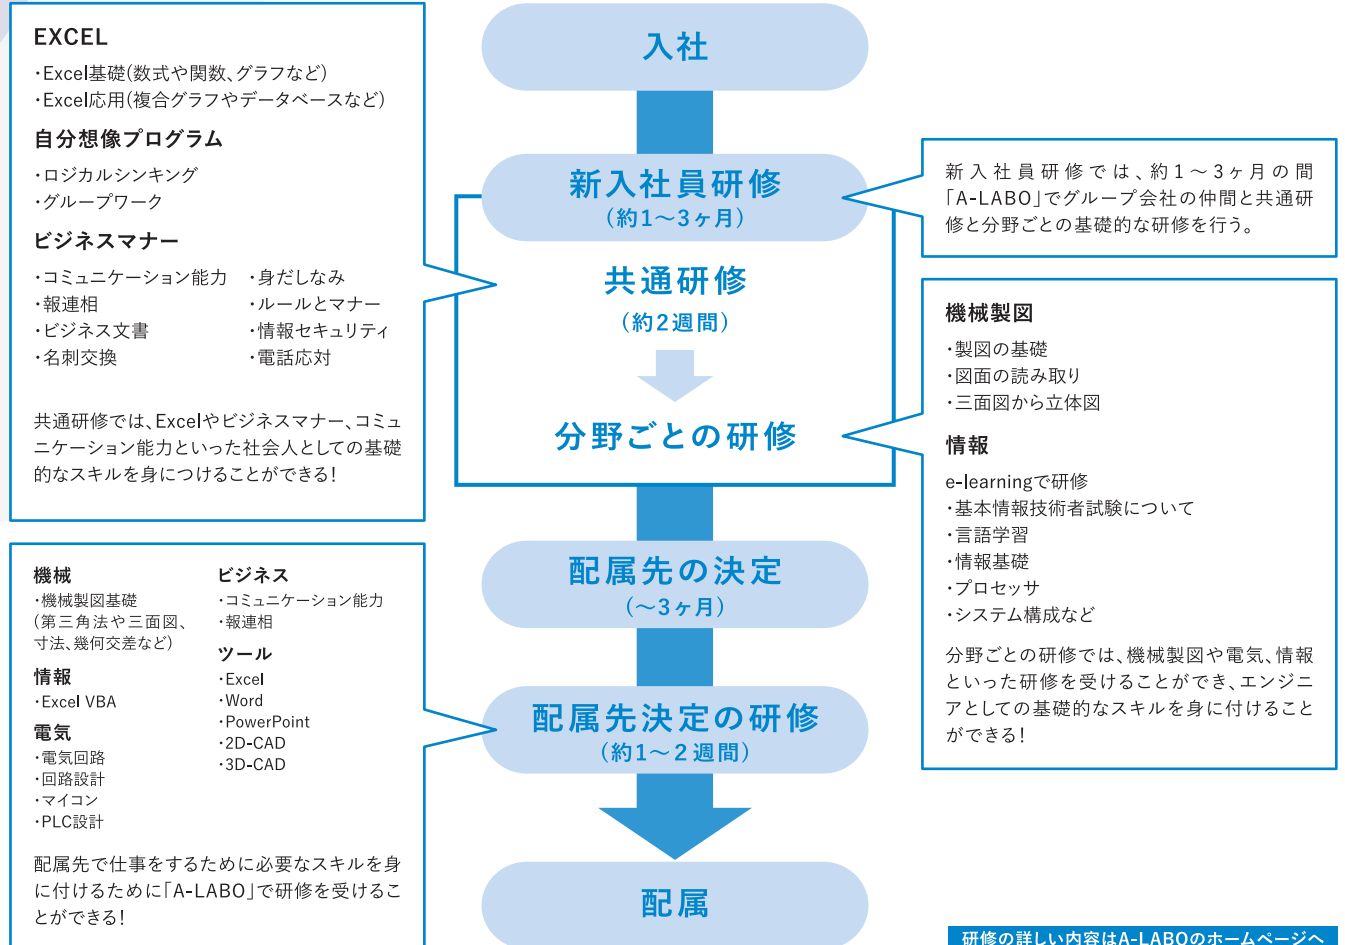 EXCEL
・Excel基礎(数式や関数、グラフなど)
・Excel応用(複合グラフやデータベースなど)
自分想像プログラム
・ロジカルシンキング
・グループワーク
ビジネスマナー
・コミュニケーション能力 ・身だしなみ
・報連相 ・ルールとマナー
・ビジネス文書 ・情報セキュリティ
・名刺交換 ・電話応対
共通研修では、Excelやビジネスマナー、コミュ
ニケーション能力といった社会人としての基礎
的なスキルを身につけることができる!
入社
新入社員研修
(約1~3ヶ月)
新入社員研修では、約1~3ヶ月の間
「A-LABO」でグループ会社の仲間と共通研
修と分野ごとの基礎的な研修を行う。
共通研修
(約2週間)
分野ごとの研修
機械製図
・製図の基礎
・図面の読み取り
・三面図から立体図
情報
e-learningで研修
・基本情報技術者試験について
・言語学習
・情報基礎
・プロセッサ
・システム構成など
分野ごとの研修では、機械製図や電気、情報
といった研修を受けることができ、エンジニ
アとしての基礎的なスキルを身に付けること
ができる!
配属先の決定
(~3ヶ月)
配属先決定の研修
(約1~2週間)
機械
・機械製図基礎
(第三角法や三面図、
寸法、幾何交差など)
情報
・Excel VBA
電気
・電気回路
・回路設計
・マイコン
・PLC設計
ビジネス
・コミュニケーション能力
・報連相
ツール
・Excel
・Word
・PowerPoint
・2D-CAD
・3D-CAD
配属先で仕事をするために必要なスキルを身
に付けるために「A-LABO」で研修を受けるこ
とができる!
配属
研修の詳しい内容はA-LABOのホームページへ